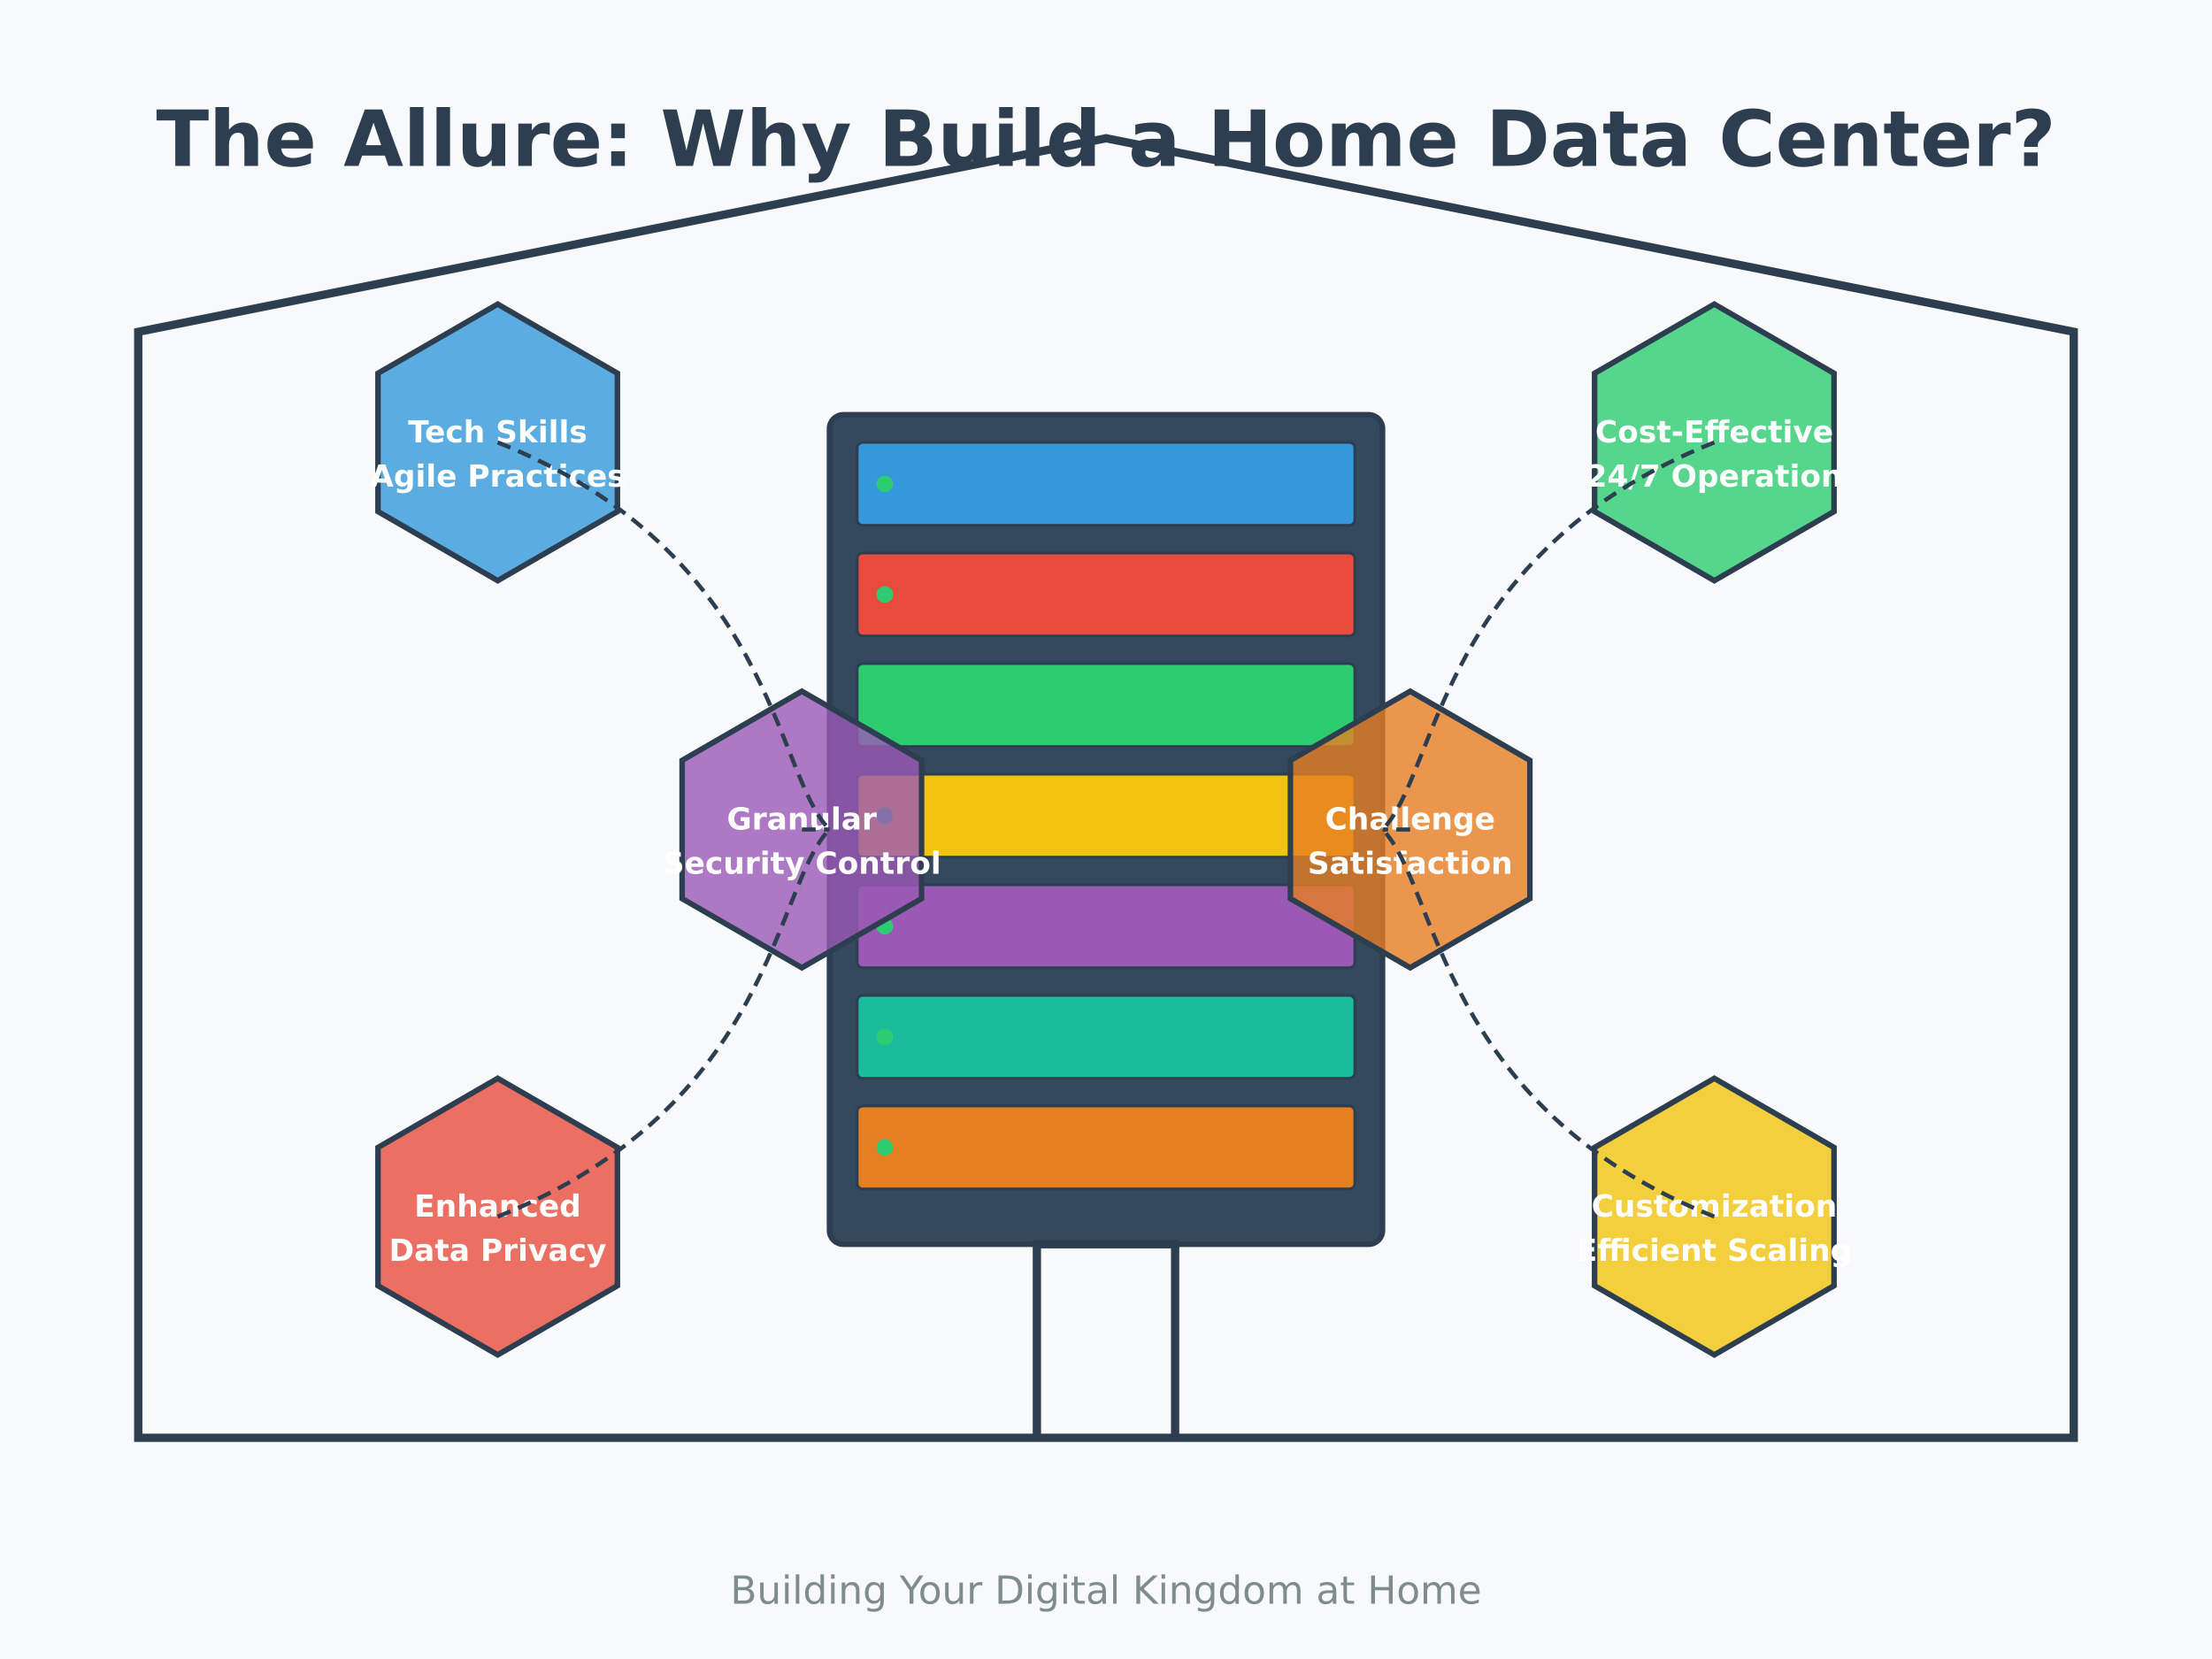 The Allure: Why Build a Home Data Center?
Tech Skills
Agile Practices
Cost-Effective
24/7 Operation
Granular
Security Control
Challenge
Satisfaction
Enhanced
Data Privacy
Customization
Efficient Scaling
Building Your Digital Kingdom at Home